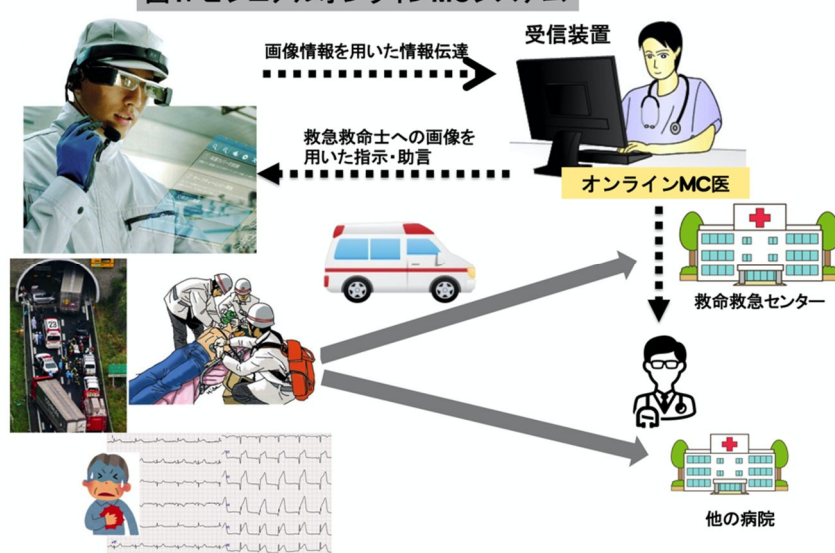 画像情報を用いた情報伝達
受信装置
救急救命士への画像を
用いた指示・助言
オンラインMC医
救命救急センター
他の病院